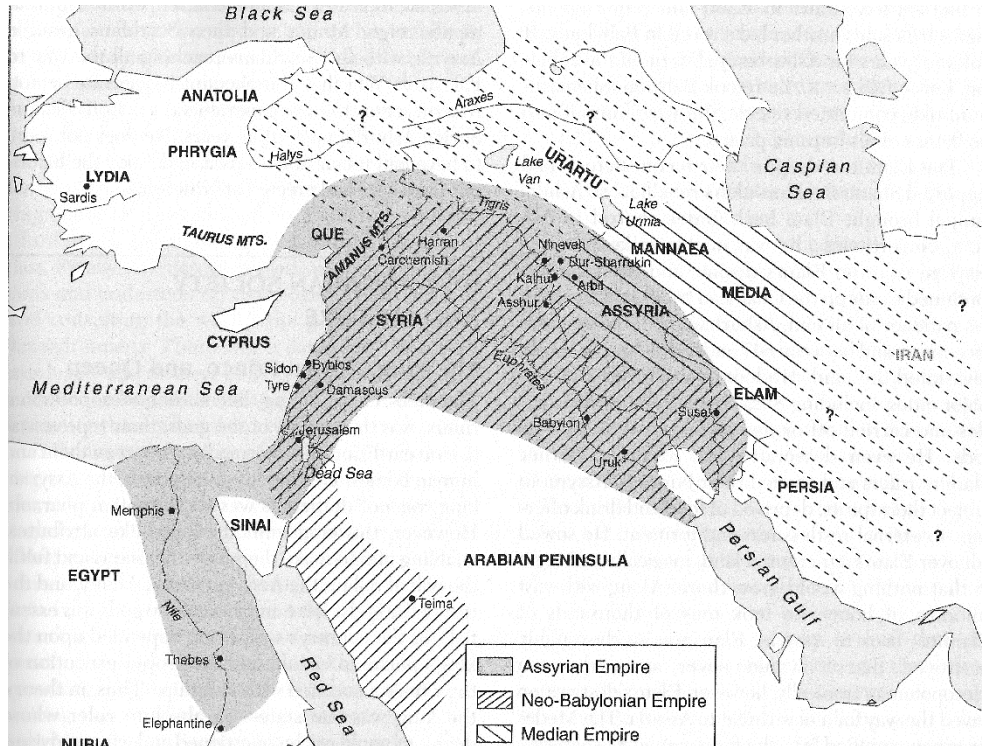 Black Sea
ANATOLIA
?
Araxes
?
PHRYGIA
Halys
LYDIA
Sardis
Lake
Van
URARTU
Caspian
Sea
Lake
Urmia
TAURUS MTS.
QUE
AMANUS MTS.
Tigris
Harran
Carchemish
MANNAEA
Nineveh
Dur-Sharrukin
Kalhu
Arbil
Asshur
MEDIA
ASSYRIA
SYRIA
?
CYPRUS
IRAN
Euphrates
Byblos
Sidon
Tyre
Damascus
Mediterranean Sea
ELAM
Susa
?
Babylon
Jerusalem
Uruk
Dead Sea
PERSIA
Memphis
SINAI
?
EGYPT
ARABIAN PENINSULA
Persian Gulf
Nile
Teima
Thebes
Red Sea
Elephantine
NUBIA
Assyrian Empire
Neo-Babylonian Empire
Median Empire